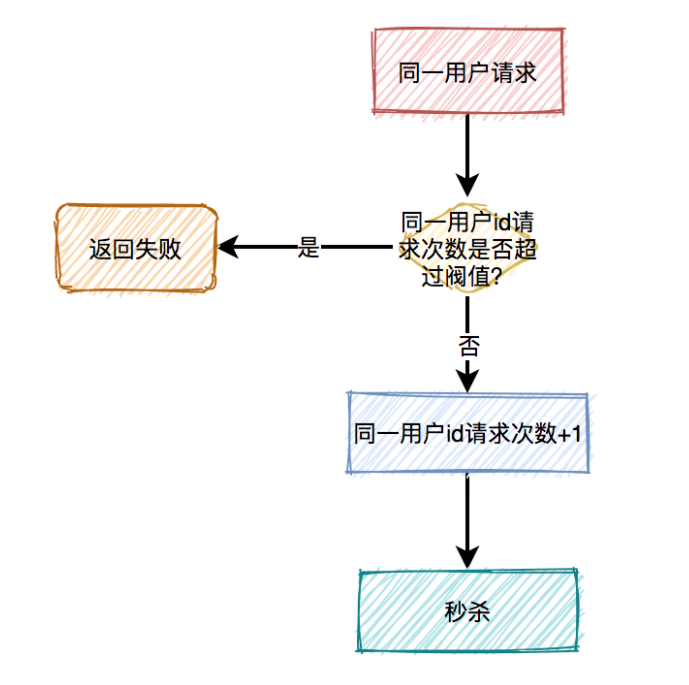 同一用户请求
同一用户id请
求次数是否超
过阀值?
是
返回失败
否
同一用户id请求次数+1
秒杀